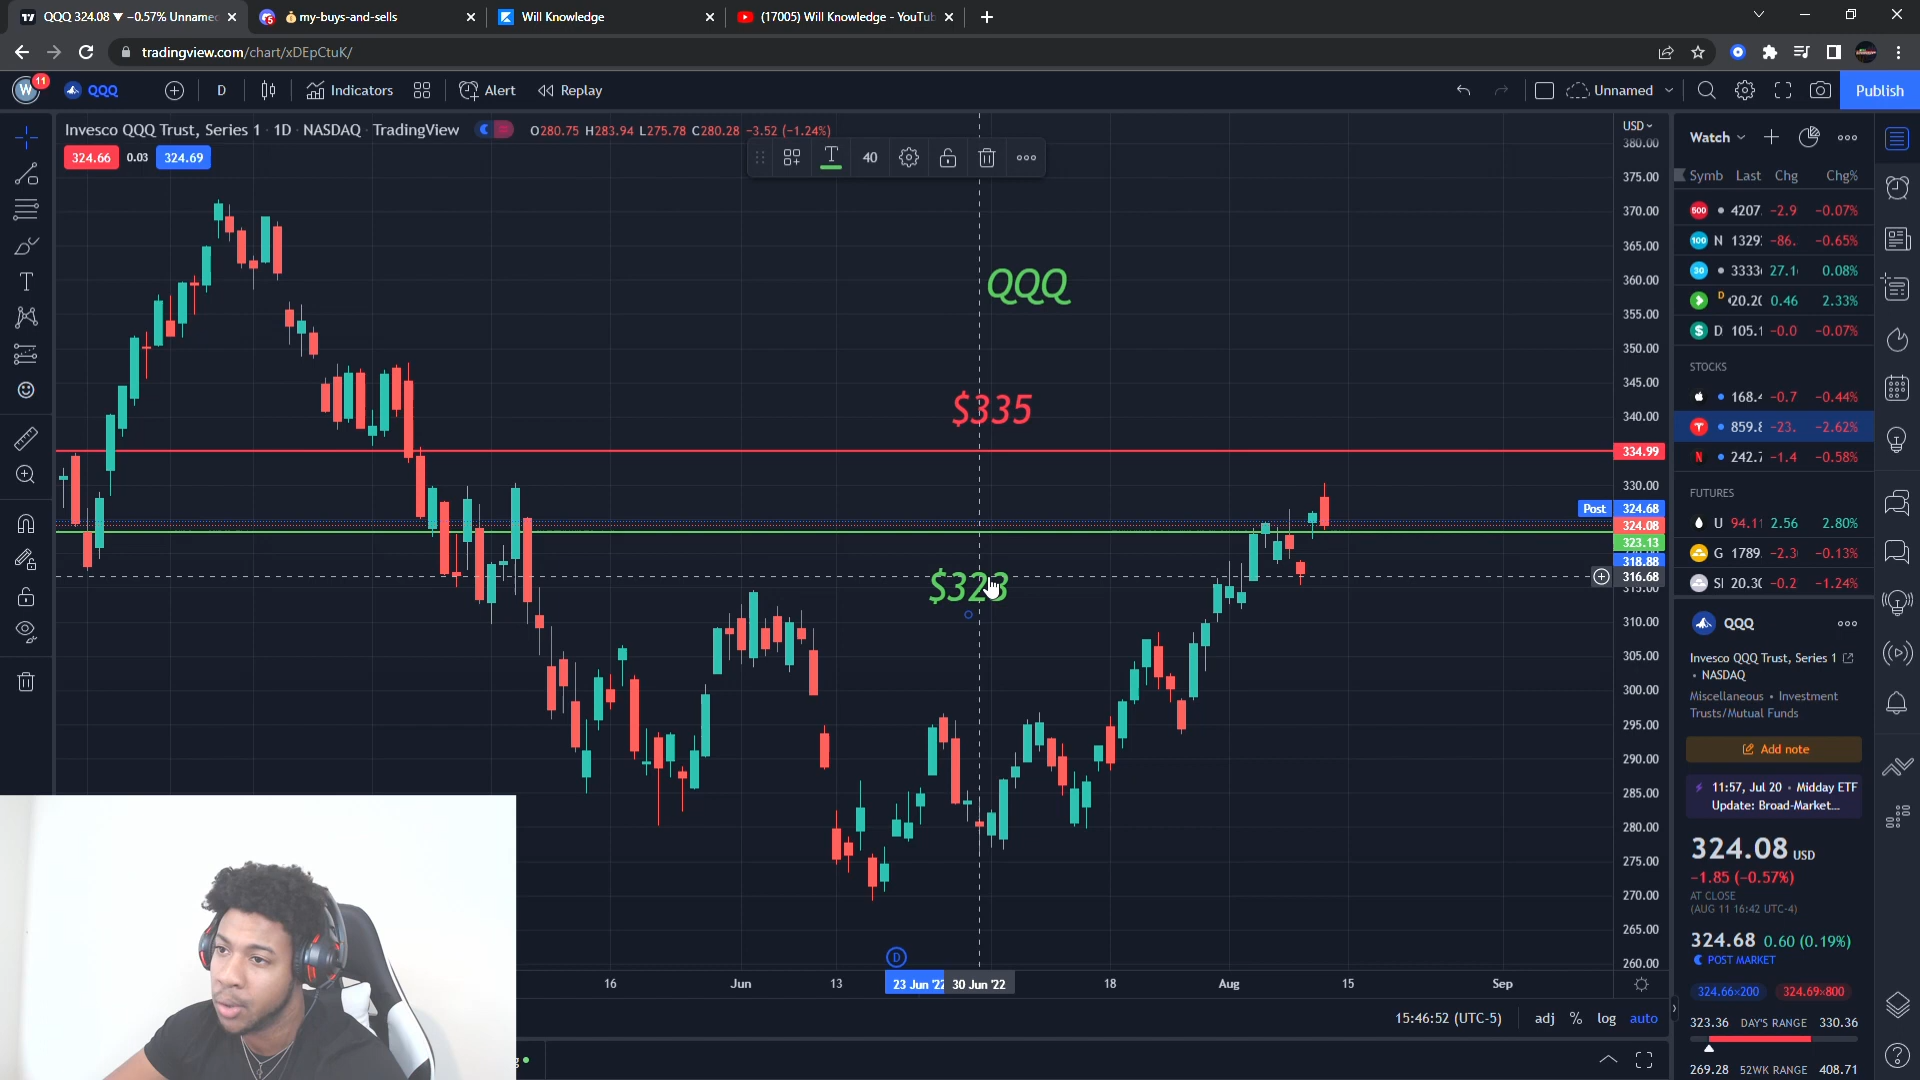 QQQ 324.08 ▼ −0.57% Unname
my-buys-and-sells
Will Knowledge
(17005) Will Knowledge - YouTu
tradingview.com/chart/xDEpCtuK/
W
11
QQQ
D
Indicators
Alert
Replay
Unnamed
Publish
Invesco QQQ Trust, Series 1 · 1D · NASDAQ · TradingView
O280.75 H283.94 L275.78 C280.28 −3.52 (−1.24%)
324.66
0.03
324.69
40
QQQ
$335
$323
USD
380.00
375.00
370.00
365.00
360.00
355.00
350.00
345.00
340.00
334.99
330.00
Post
324.68
324.08
323.13
318.88
316.68
315.00
310.00
305.00
300.00
295.00
290.00
285.00
280.00
275.00
270.00
265.00
260.00
D
16
Jun
13
23 Jun '22
30 Jun '22
18
Aug
15
Sep
15:46:52 (UTC-5)
adj
%
log
auto
Watch
Symb Last Chg Chg%
500 4207. -2.9 -0.07%
100 N 1329 -86. -0.65%
30 3333 27.1 0.08%
D 20.2 0.46 2.33%
$ D 105.1 -0.0 -0.07%
STOCKS
168. -0.7 -0.44%
859.8 -23. -2.62%
N 242.7 -1.4 -0.58%
FUTURES
U 94.11 2.56 2.80%
G 1789. -2.3 -0.13%
SI 20.3 -0.2 -1.24%
QQQ
Invesco QQQ Trust, Series 1
• NASDAQ
Miscellaneous • Investment
Trusts/Mutual Funds
Add note
11:57, Jul 20 • Midday ETF
Update: Broad-Market...
324.08 USD
−1.85 (−0.57%)
AT CLOSE
(AUG 11 16:42 UTC-4)
324.68 0.60 (0.19%)
POST MARKET
324.66×200
324.69×800
323.36 DAY'S RANGE 330.36
269.28 52WK RANGE 408.71